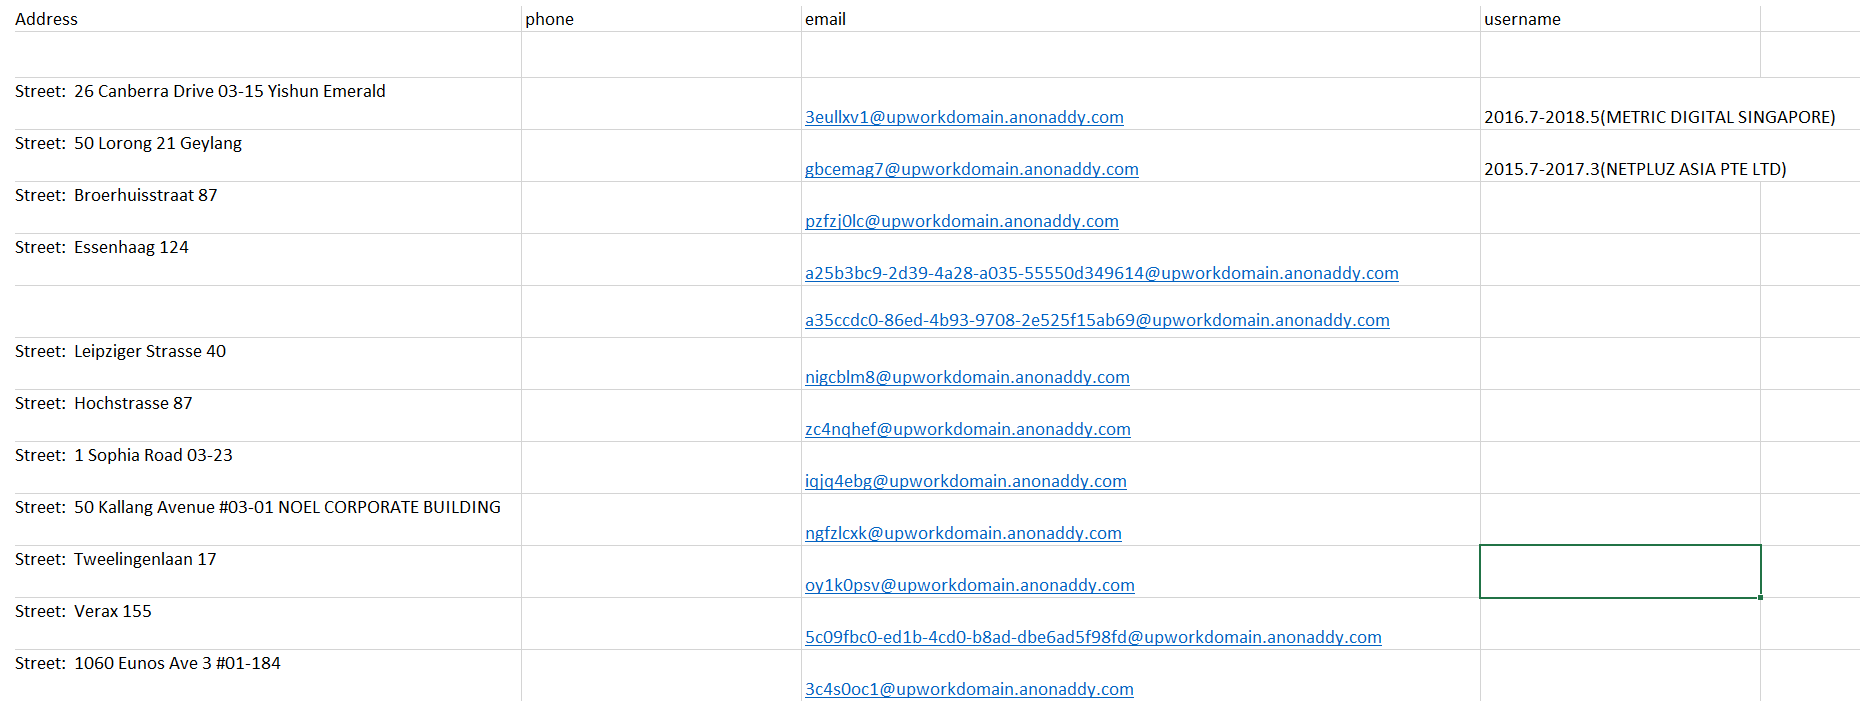 Address phone email username
Street:  26 Canberra Drive 03-15 Yishun Emerald
3eullxv1@upworkdomain.anonaddy.com 2016.7-2018.5(METRIC DIGITAL SINGAPORE)
Street:  50 Lorong 21 Geylang
gbcemag7@upworkdomain.anonaddy.com 2015.7-2017.3(NETPLUZ ASIA PTE LTD)
Street:  Broerhuisstraat 87
pzfzj0lc@upworkdomain.anonaddy.com
Street:  Essenhaag 124
a25b3bc9-2d39-4a28-a035-55550d349614@upworkdomain.anonaddy.com
a35ccdc0-86ed-4b93-9708-2e525f15ab69@upworkdomain.anonaddy.com
Street:  Leipziger Strasse 40
nigcblm8@upworkdomain.anonaddy.com
Street:  Hochstrasse 87
zc4nqhef@upworkdomain.anonaddy.com
Street:  1 Sophia Road 03-23
iqjq4ebg@upworkdomain.anonaddy.com
Street:  50 Kallang Avenue #03-01 NOEL CORPORATE BUILDING
ngfzlcxk@upworkdomain.anonaddy.com
Street:  Tweelingenlaan 17
oy1k0psv@upworkdomain.anonaddy.com
Street:  Verax 155
5c09fbc0-ed1b-4cd0-b8ad-dbe6ad5f98fd@upworkdomain.anonaddy.com
Street:  1060 Eunos Ave 3 #01-184
3c4s0oc1@upworkdomain.anonaddy.com